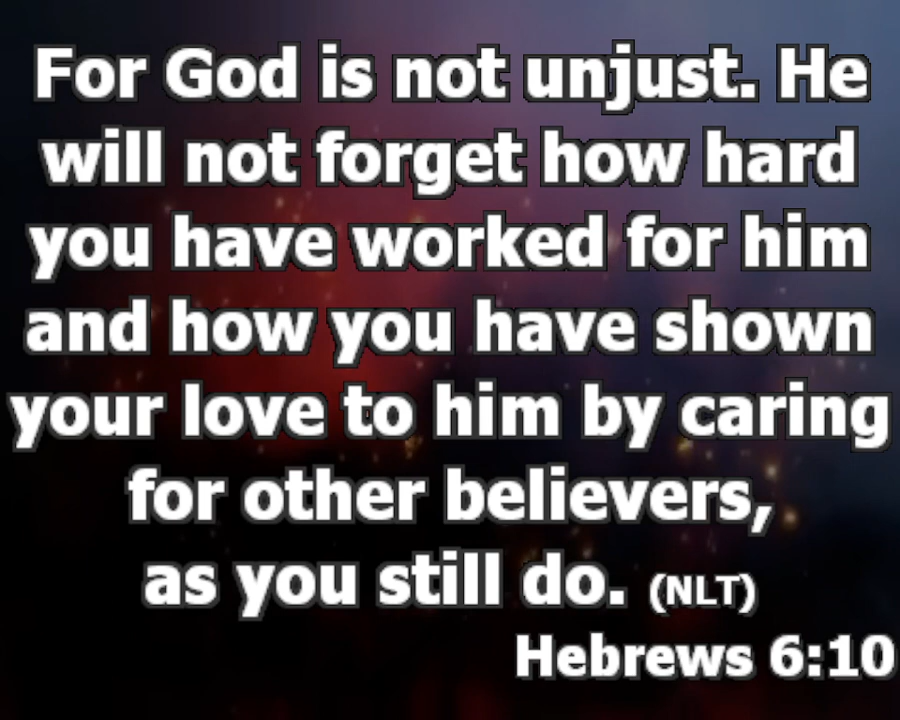 For God is not unjust. He
will not forget how hard
you have worked for him
and how you have shown
your love to him by caring
for other believers,
as you still do. (NLT)
Hebrews 6:10